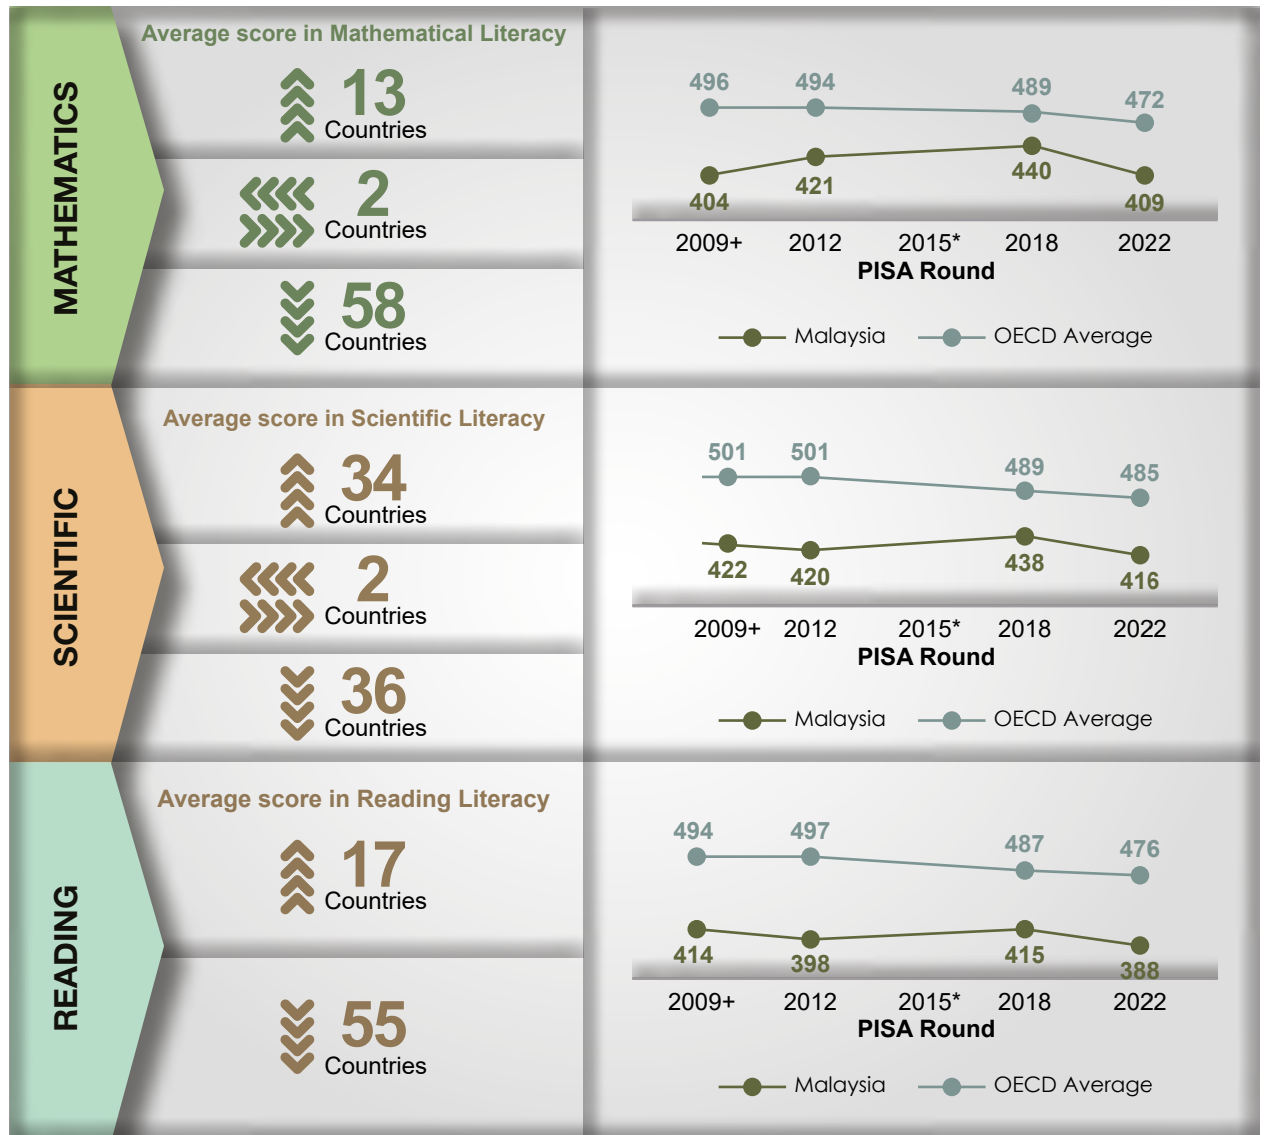 MATHEMATICS
Average score in Mathematical Literacy
13
Countries
2
Countries
58
Countries
496 494 489 472
404 421 440 409
2009+ 2012 2015* 2018 2022
PISA Round
Malaysia OECD Average
SCIENTIFIC
Average score in Scientific Literacy
34
Countries
2
Countries
36
Countries
501 501 489 485
422 420 438 416
2009+ 2012 2015* 2018 2022
PISA Round
Malaysia OECD Average
READING
Average score in Reading Literacy
17
Countries
55
Countries
494 497 487 476
414 398 415 388
2009+ 2012 2015* 2018 2022
PISA Round
Malaysia OECD Average